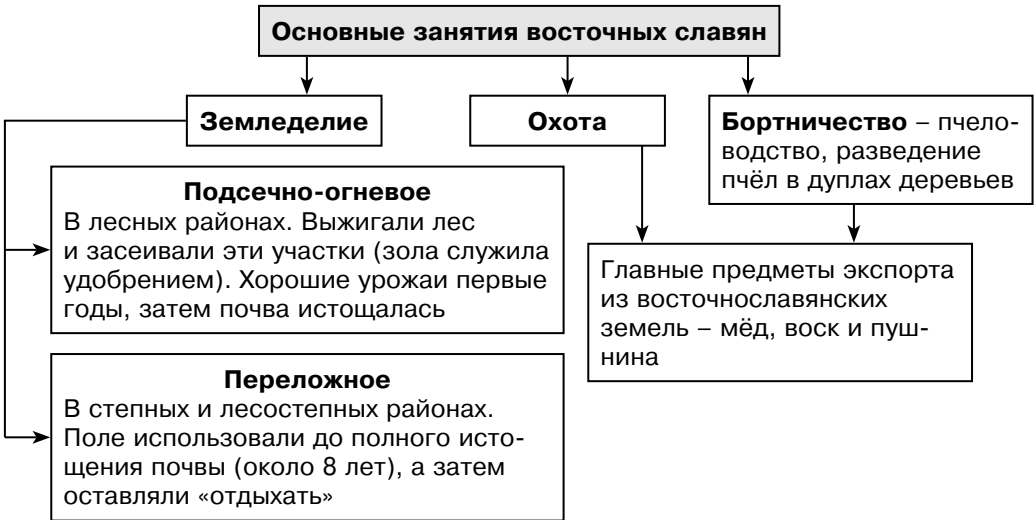 Основные занятия восточных славян
Земледелие
Охота
Бортничество – пчело-
водство, разведение
пчёл в дуплах деревьев
Подсечно-огневое
В лесных районах. Выжигали лес
и засеивали эти участки (зола служила
удобрением). Хорошие урожаи первые
годы, затем почва истощалась
Главные предметы экспорта
из восточнославянских
земель – мёд, воск и пуш-
нина
Переложное
В степных и лесостепных районах.
Поле использовали до полного исто-
щения почвы (около 8 лет), а затем
оставляли «отдыхать»